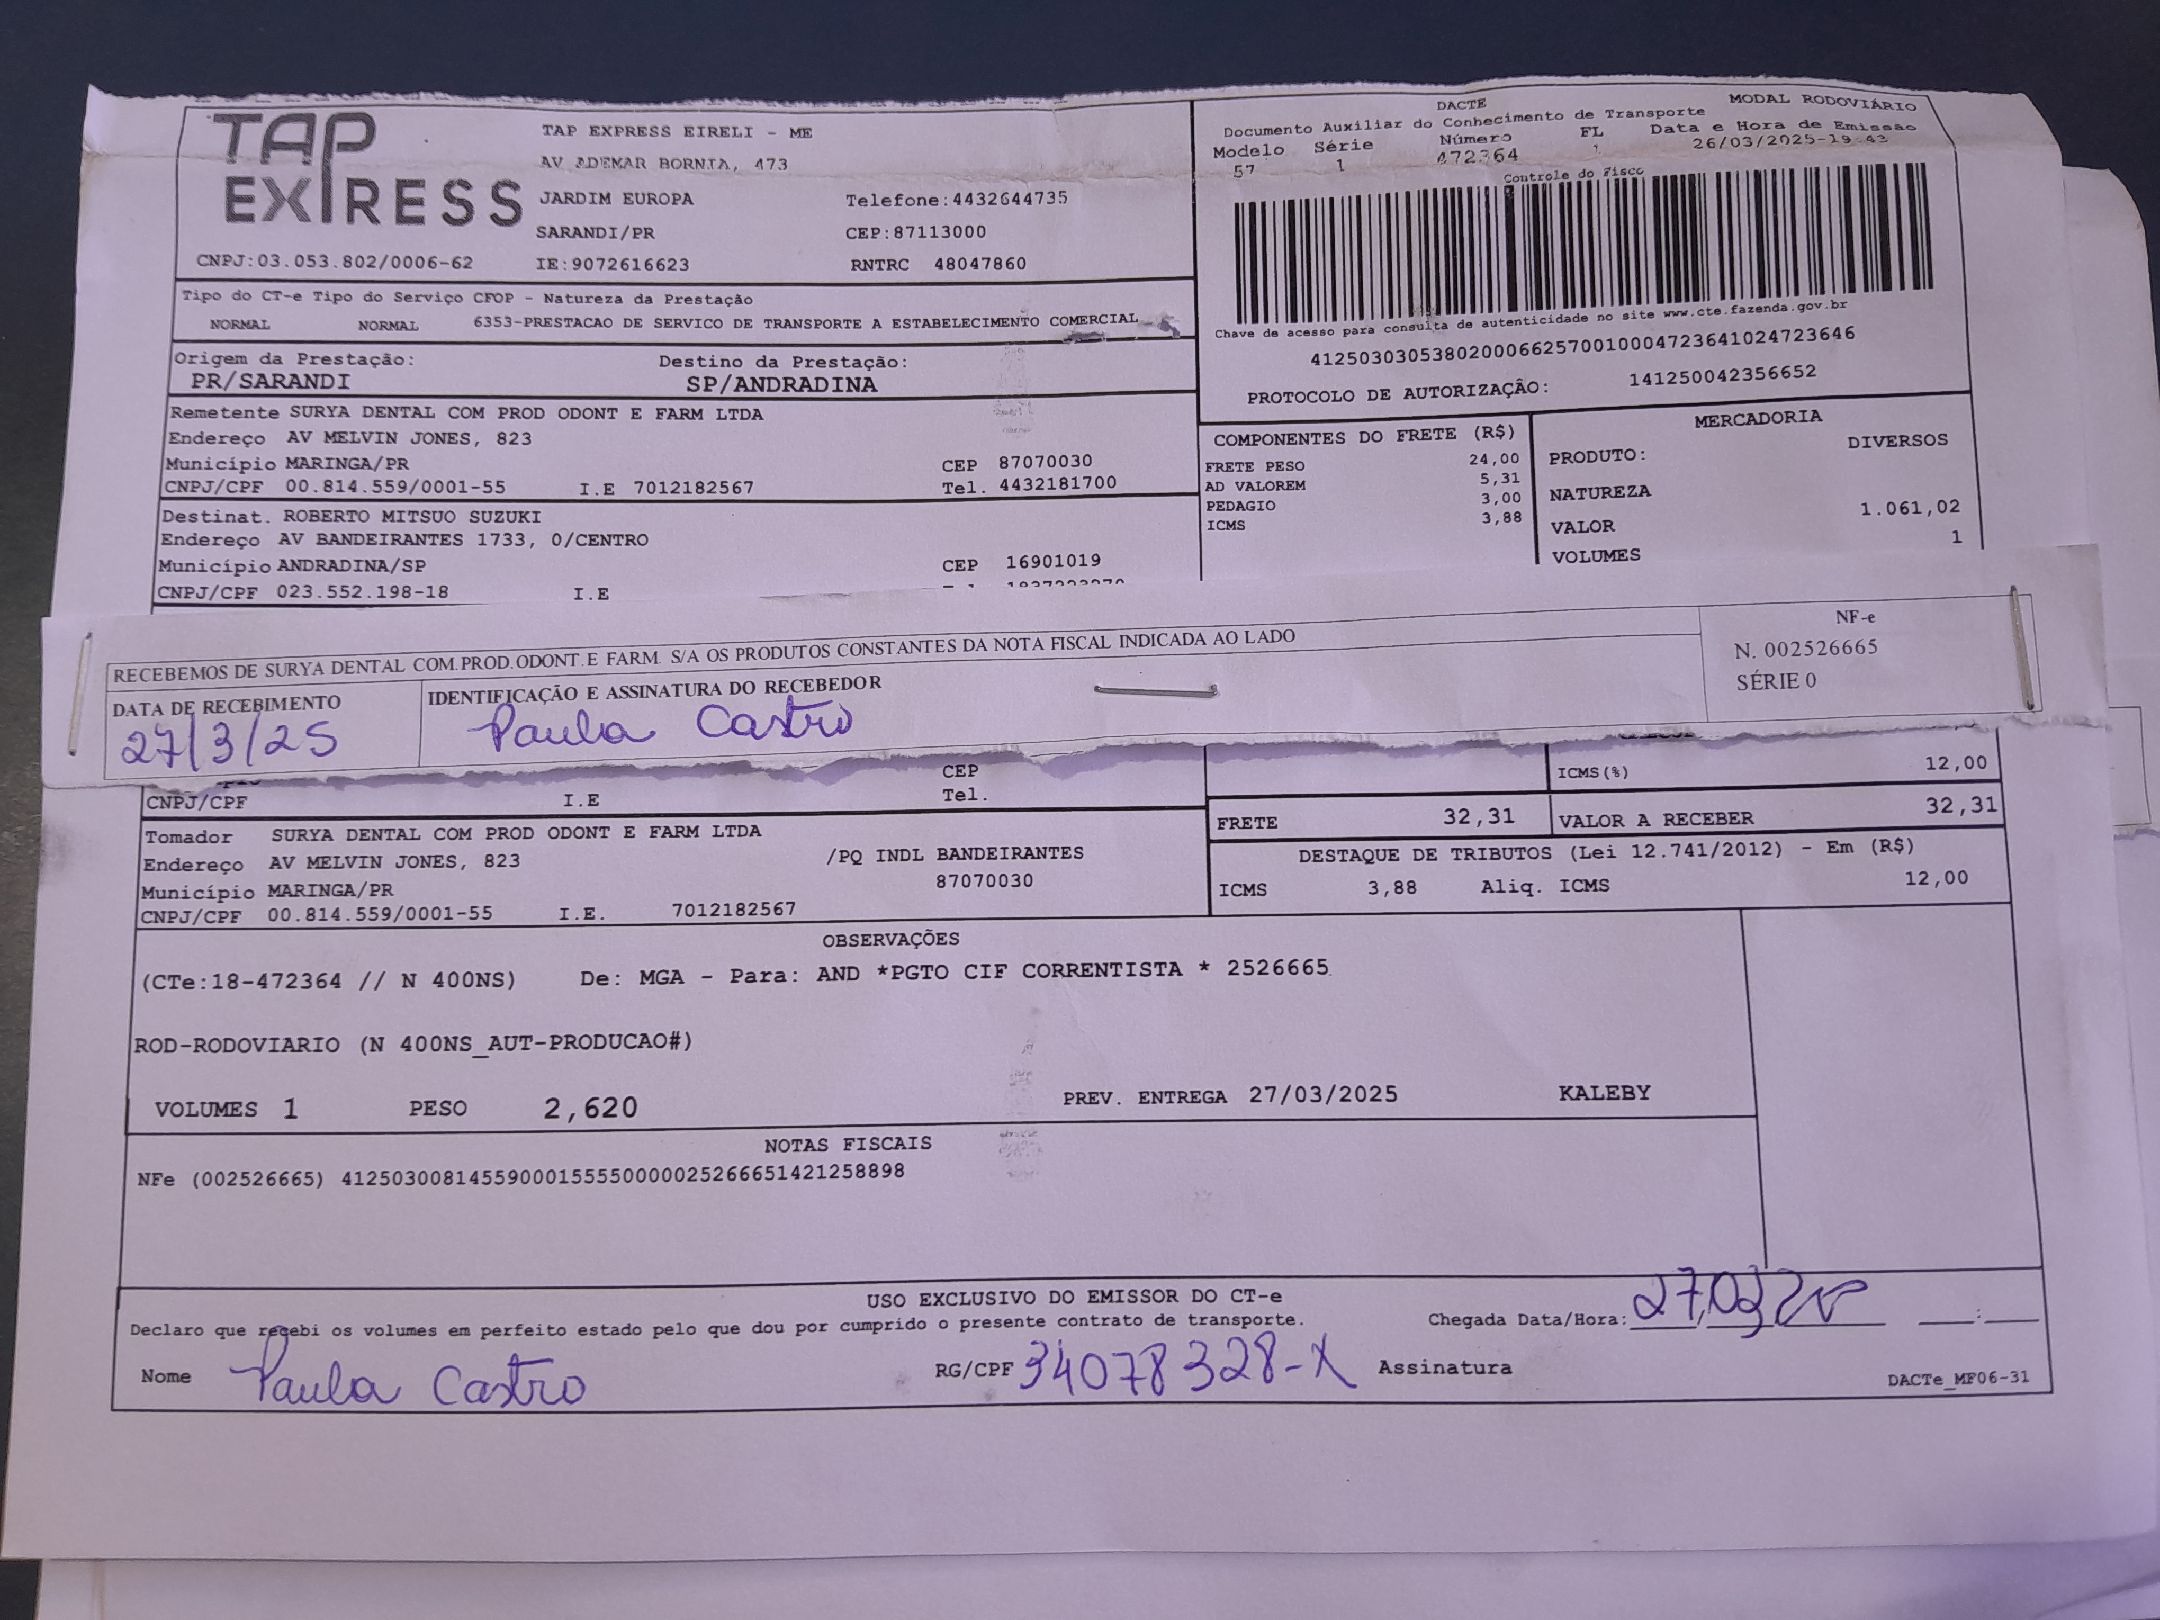 TAP EXPRESS
TAP EXPRESS EIRELI - ME
AV ADEMAR BORNIA, 473
JARDIM EUROPA Telefone:4432644735
SARANDI/PR CEP:87113000
CNPJ:03.053.802/0006-62 IE:9072616623 RNTRC 48047860
DACTE MODAL RODOVIÁRIO
Documento Auxiliar do Conhecimento de Transporte
Modelo Série Número FL Data e Hora de Emissão
57 1 472364 1 26/03/2025-19:43
Controle do Fisco
Chave de acesso para consulta de autenticidade no site www.cte.fazenda.gov.br
41250303053802000662570010004723641024723646
PROTOCOLO DE AUTORIZAÇÃO: 141250042356652
Tipo do CT-e Tipo do Serviço CFOP - Natureza da Prestação
NORMAL NORMAL 6353-PRESTACAO DE SERVICO DE TRANSPORTE A ESTABELECIMENTO COMERCIAL
Origem da Prestação: Destino da Prestação:
PR/SARANDI SP/ANDRADINA
Remetente SURYA DENTAL COM PROD ODONT E FARM LTDA
Endereço AV MELVIN JONES, 823
Município MARINGA/PR CEP 87070030
CNPJ/CPF 00.814.559/0001-55 I.E 7012182567 Tel. 4432181700
Destinat. ROBERTO MITSUO SUZUKI
Endereço AV BANDEIRANTES 1733, 0/CENTRO
Município ANDRADINA/SP CEP 16901019
CNPJ/CPF 023.552.198-18 I.E
COMPONENTES DO FRETE (R$)
FRETE PESO 24,00
AD VALOREM 5,31
PEDAGIO 3,00
ICMS 3,88
MERCADORIA
PRODUTO: DIVERSOS
NATUREZA
VALOR 1.061,02
VOLUMES 1
RECEBEMOS DE SURYA DENTAL COM.PROD.ODONT.E FARM. S/A OS PRODUTOS CONSTANTES DA NOTA FISCAL INDICADA AO LADO
NF-e
N. 002526665
SÉRIE 0
DATA DE RECEBIMENTO IDENTIFICAÇÃO E ASSINATURA DO RECEBEDOR
27/3/25 Paula Castro
CEP
CNPJ/CPF I.E Tel.
ICMS(%) 12,00
FRETE 32,31 VALOR A RECEBER 32,31
Tomador SURYA DENTAL COM PROD ODONT E FARM LTDA
Endereço AV MELVIN JONES, 823 /PQ INDL BANDEIRANTES
Município MARINGA/PR 87070030
CNPJ/CPF 00.814.559/0001-55 I.E. 7012182567
DESTAQUE DE TRIBUTOS (Lei 12.741/2012) - Em (R$)
ICMS 3,88 Aliq. ICMS 12,00
OBSERVAÇÕES
(CTe:18-472364 // N 400NS) De: MGA - Para: AND *PGTO CIF CORRENTISTA * 2526665
ROD-RODOVIARIO (N 400NS_AUT-PRODUCAO#)
VOLUMES 1 PESO 2,620 PREV. ENTREGA 27/03/2025 KALEBY
NOTAS FISCAIS
NFe (002526665) 41250300814559000155550000025266651421258898
USO EXCLUSIVO DO EMISSOR DO CT-e
Declaro que recebi os volumes em perfeito estado pelo que dou por cumprido o presente contrato de transporte. Chegada Data/Hora: 27/03/25
Nome Paula Castro RG/CPF 34078328-X Assinatura
DACTe_MF06-31